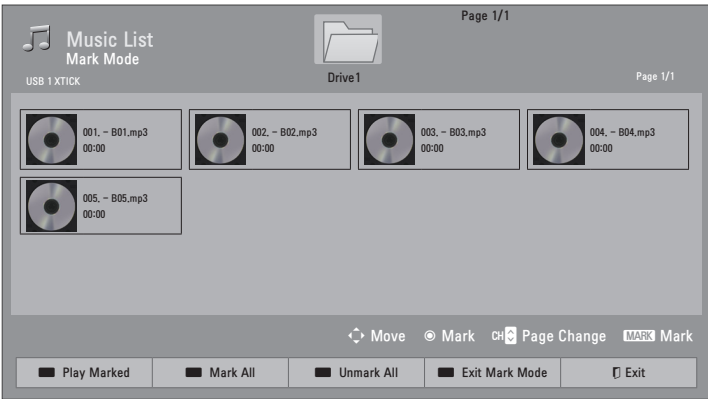 Page 1/1
Music List
Mark Mode
USB 1 XTICK
Drive1
Page 1/1
001. - B01.mp3
00:00
002. - B02.mp3
00:00
003. - B03.mp3
00:00
004. - B04.mp3
00:00
005. - B05.mp3
00:00
Move Mark CH Page Change MARK Mark
Play Marked Mark All Unmark All Exit Mark Mode Exit